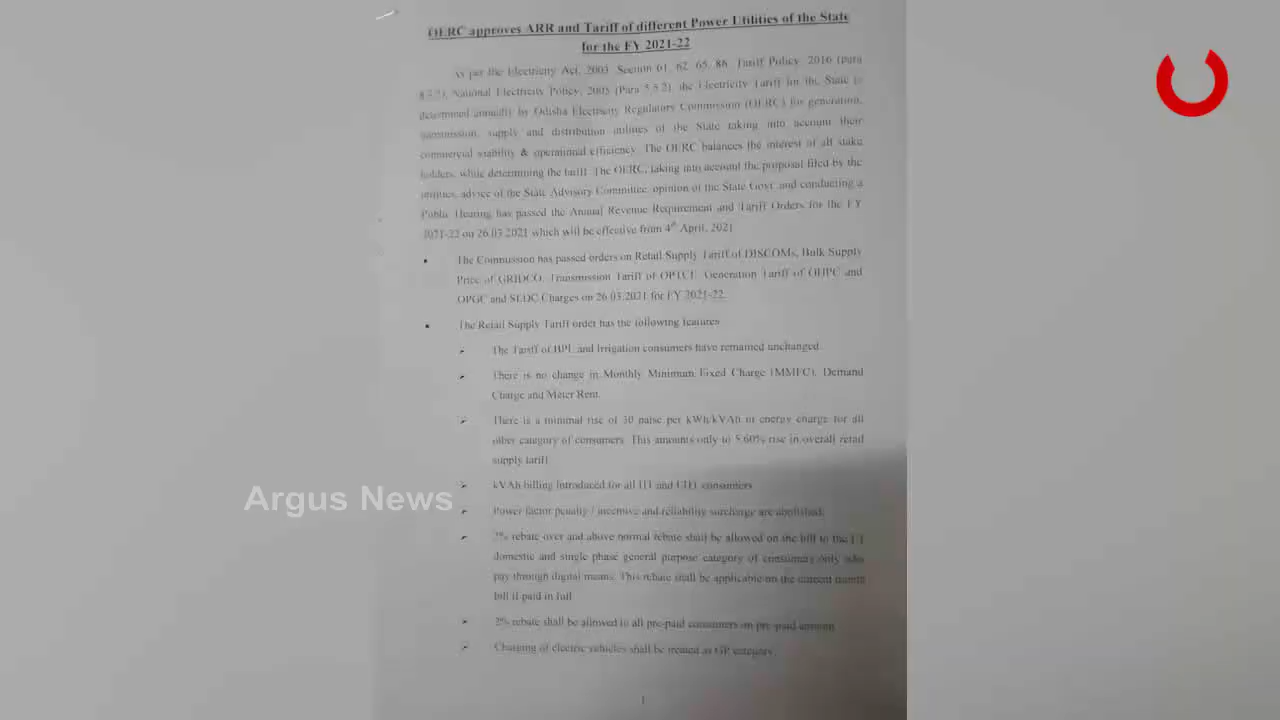 OERC approves ARR and Tariff of different Power Utilities of the State
for the FY 2021-22
As per the Electricity Act, 2003, Section 61, 62, 65, 86, Tariff Policy, 2016 (para
8.3.2), National Electricity Policy, 2005 (Para 5.5.2), the Electricity Tariff for the State is
determined annually by Odisha Electricity Regulatory Commission (OERC) for generation,
transmission, supply and distribution utilities of the State taking into account their
commercial viability & operational efficiency. The OERC balances the interest of all stake
holders, while determining the tariff. The OERC, taking into account the proposal filed by the
utilities, advice of the State Advisory Committee, opinion of the State Govt. and conducting a
Public Hearing has passed the Annual Revenue Requirement and Tariff Orders for the FY
2021-22 on 26.03.2021 which will be effective from 4th April, 2021
• The Commission has passed orders on Retail Supply Tariff of DISCOMs, Bulk Supply
Price of GRIDCO, Transmission Tariff of OPTCL, Generation Tariff of OHPC and
OPGC and SLDC Charges on 26.03.2021 for FY 2021-22.
• The Retail Supply Tariff order has the following features
➢ The Tariff of BPL and Irrigation consumers have remained unchanged.
➢ There is no change in Monthly Minimum Fixed Charge (MMFC), Demand
Charge and Meter Rent.
➢ There is a minimal rise of 30 paise per kWh/kVAh in energy charge for all
other category of consumers. This amounts only to 5.60% rise in overall retail
supply tariff
➢ kVAh billing introduced for all HT and EHT consumers
➢ Power factor penalty / incentive and reliability surcharge are abolished.
➢ 2% rebate over and above normal rebate shall be allowed on the bill to the LT
domestic and single phase general purpose category of consumers only who
pay through digital means. This rebate shall be applicable on the current month
bill if paid in full
➢ 2% rebate shall be allowed to all pre-paid consumers on pre-paid amount
➢ Charging of electric vehicles shall be treated as GP category
1
Argus News